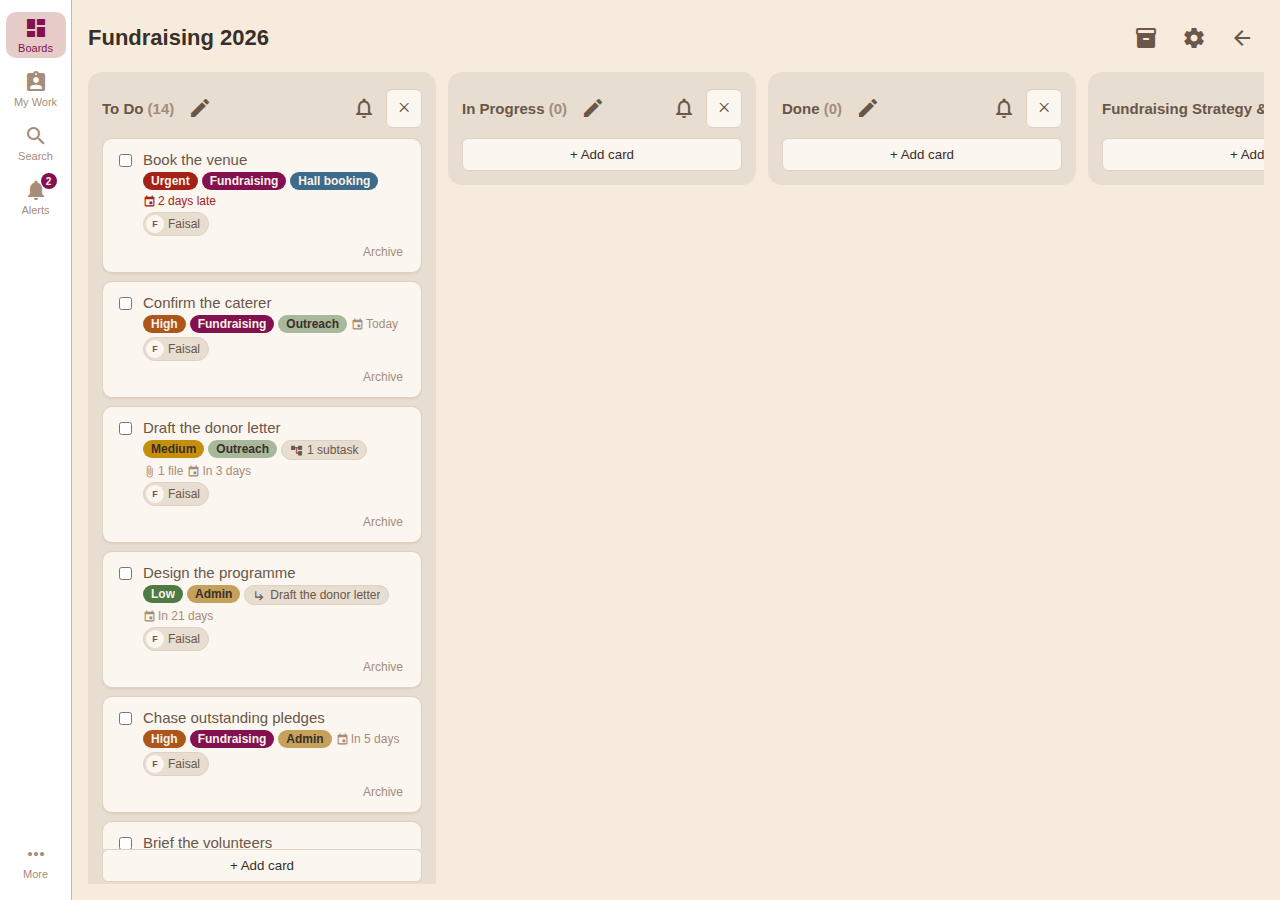 Boards
My Work
Search
2
Alerts
More
Fundraising 2026
To Do (14)
Book the venue
Urgent Fundraising Hall booking
2 days late
F Faisal
Archive
Confirm the caterer
High Fundraising Outreach Today
F Faisal
Archive
Draft the donor letter
Medium Outreach 1 subtask
1 file In 3 days
F Faisal
Archive
Design the programme
Low Admin Draft the donor letter
In 21 days
F Faisal
Archive
Chase outstanding pledges
High Fundraising Admin In 5 days
F Faisal
Archive
Brief the volunteers
+ Add card
In Progress (0)
+ Add card
Done (0)
+ Add card
Fundraising Strategy &
+ Add